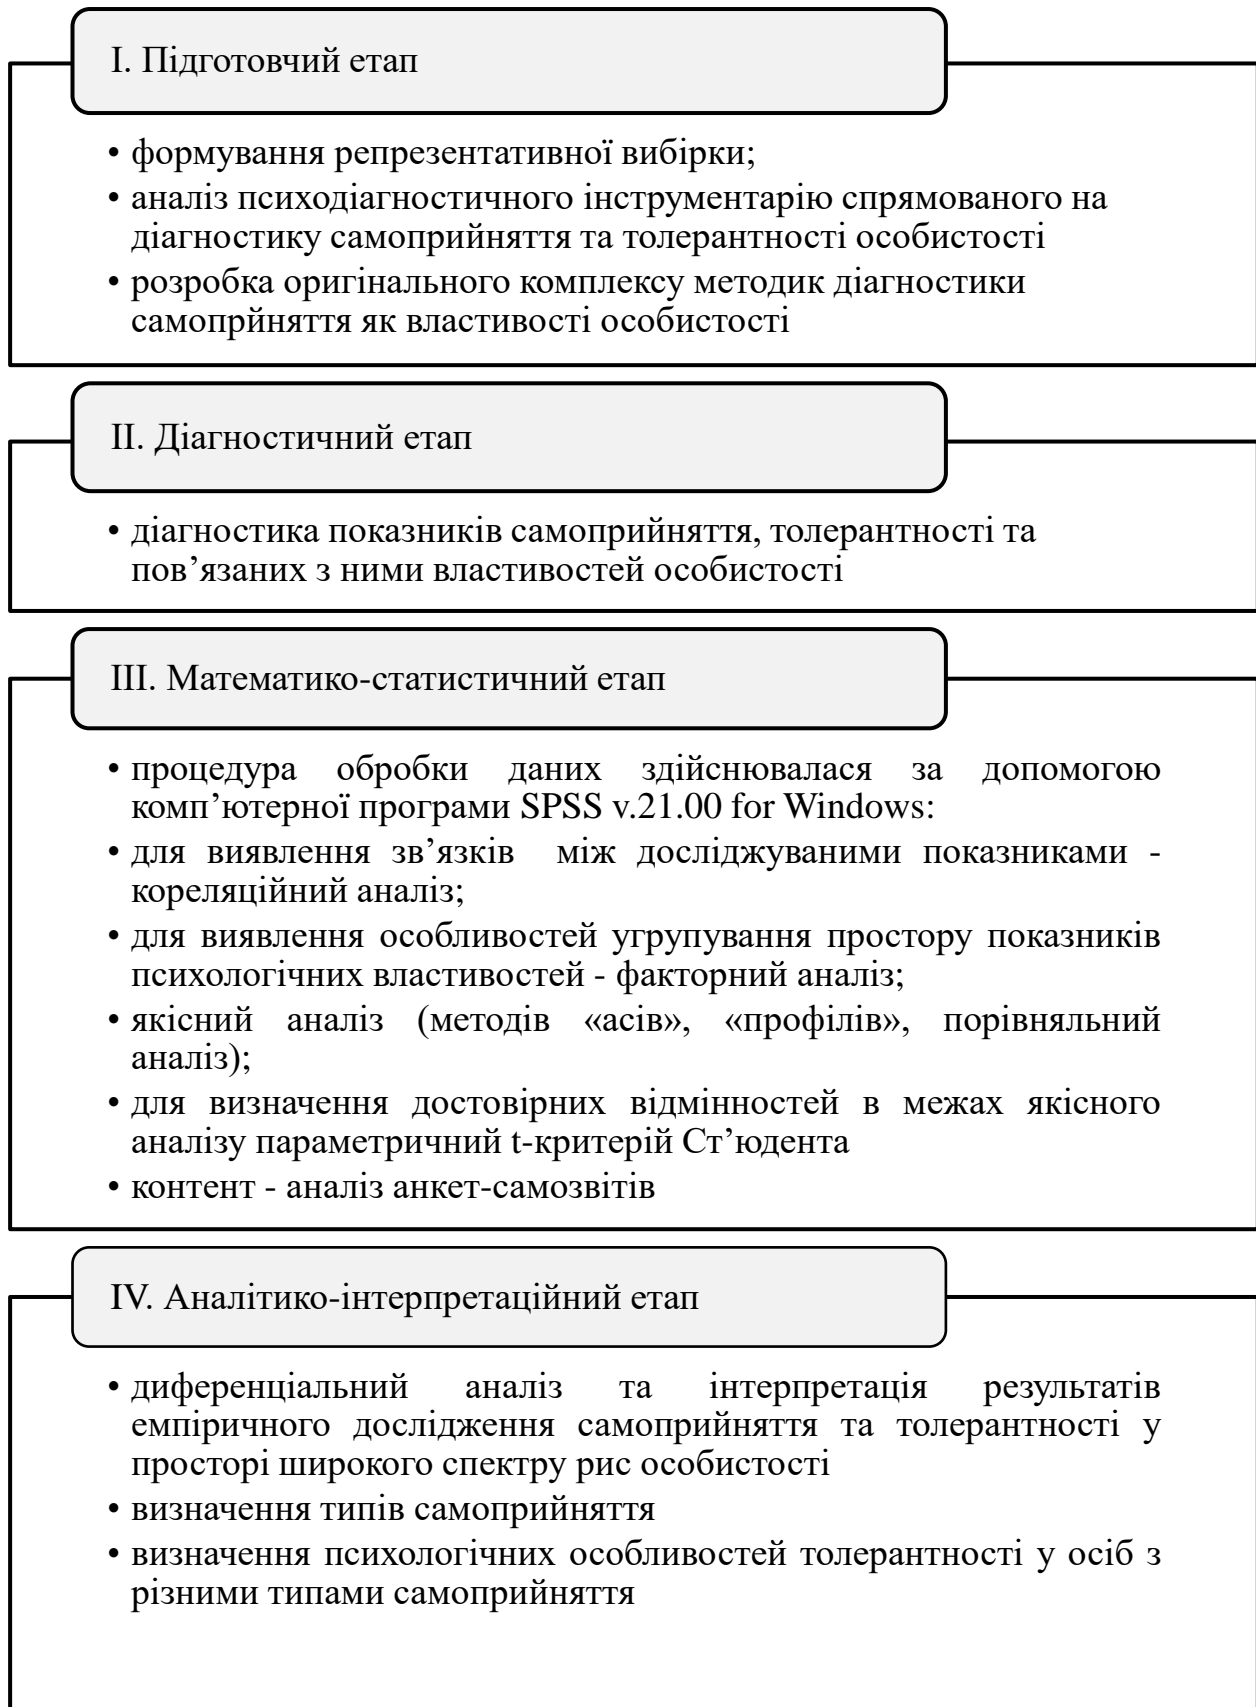 I. Підготовчий етап
• формування репрезентативної вибірки;
• аналіз психодіагностичного інструментарію спрямованого на
діагностику самоприйняття та толерантності особистості
• розробка оригінального комплексу методик діагностики
самопрйняття як властивості особистості
II. Діагностичний етап
• діагностика показників самоприйняття, толерантності та
пов’язаних з ними властивостей особистості
III. Математико-статистичний етап
• процедура обробки даних здійснювалася за допомогою
комп’ютерної програми SPSS v.21.00 for Windows:
• для виявлення зв’язків між досліджуваними показниками -
кореляційний аналіз;
• для виявлення особливостей угрупування простору показників
психологічних властивостей - факторний аналіз;
• якісний аналіз (методів «асів», «профілів», порівняльний
аналіз);
• для визначення достовірних відмінностей в межах якісного
аналізу параметричний t-критерій Ст’юдента
• контент - аналіз анкет-самозвітів
IV. Аналітико-інтерпретаційний етап
• диференціальний аналіз та інтерпретація результатів
емпіричного дослідження самоприйняття та толерантності у
просторі широкого спектру рис особистості
• визначення типів самоприйняття
• визначення психологічних особливостей толерантності у осіб з
різними типами самоприйняття